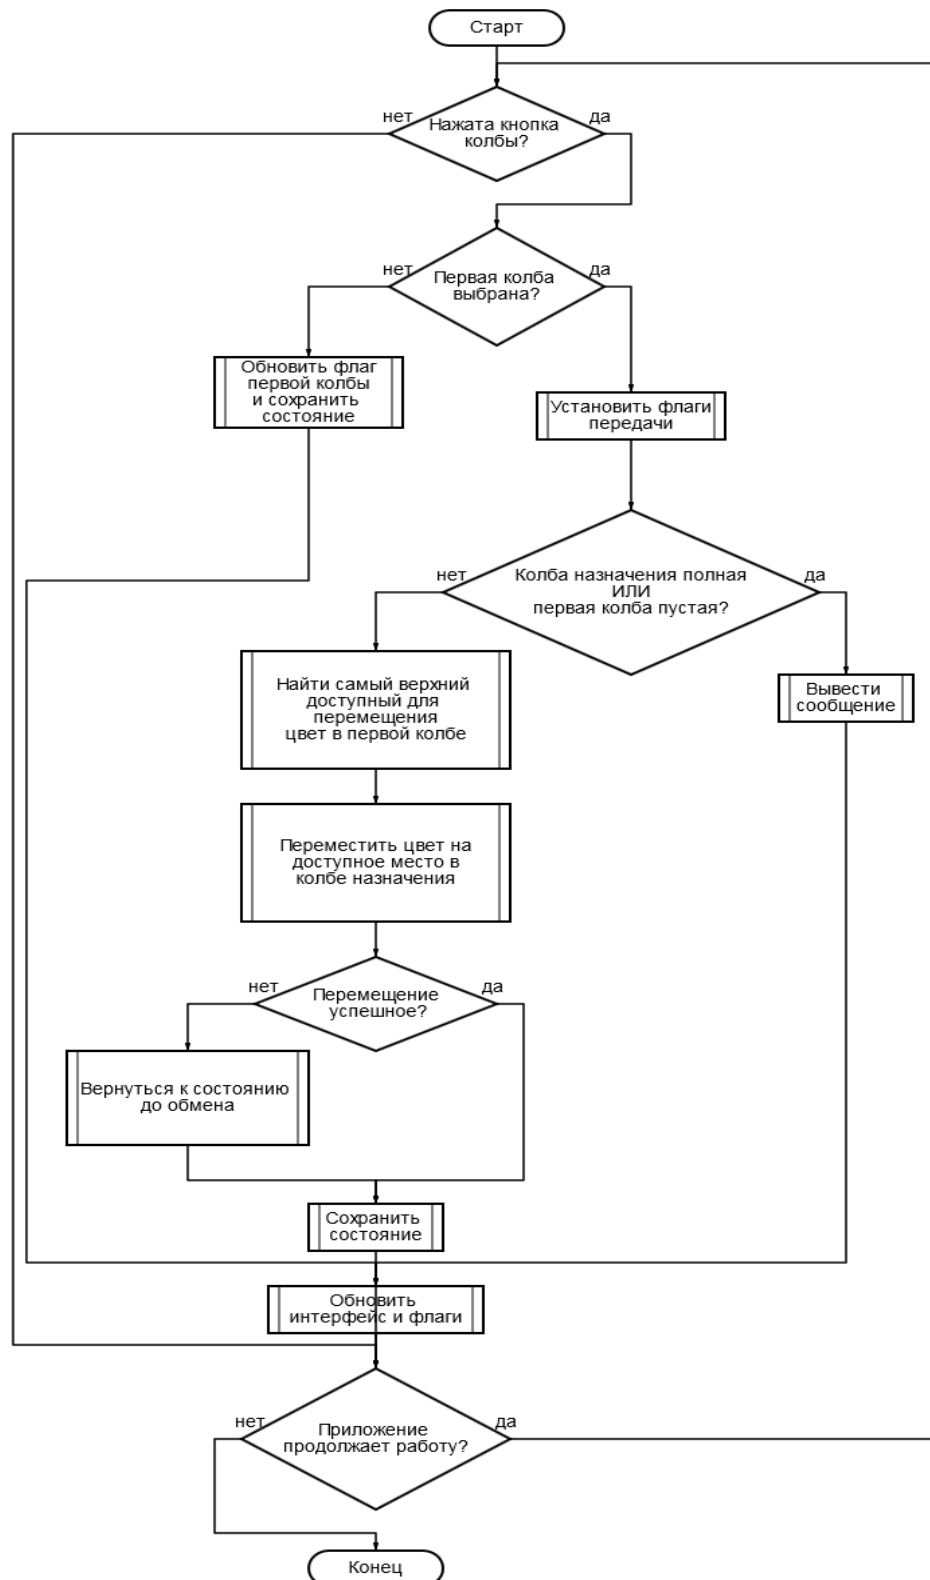 Старт
нет
да
Нажата кнопка
колбы?
нет
да
Первая колба
выбрана?
Обновить флаг
первой колбы
и сохранить
состояние
Установить флаги
передачи
нет
да
Колба назначения полная
ИЛИ
первая колба пустая?
Найти самый верхний
доступный для
перемещения
цвет в первой колбе
Вывести
сообщение
Переместить цвет на
доступное место в
колбе назначения
нет
да
Перемещение
успешное?
Вернуться к состоянию
до обмена
Сохранить
состояние
Обновить
интерфейс и флаги
нет
да
Приложение
продолжает работу?
Конец